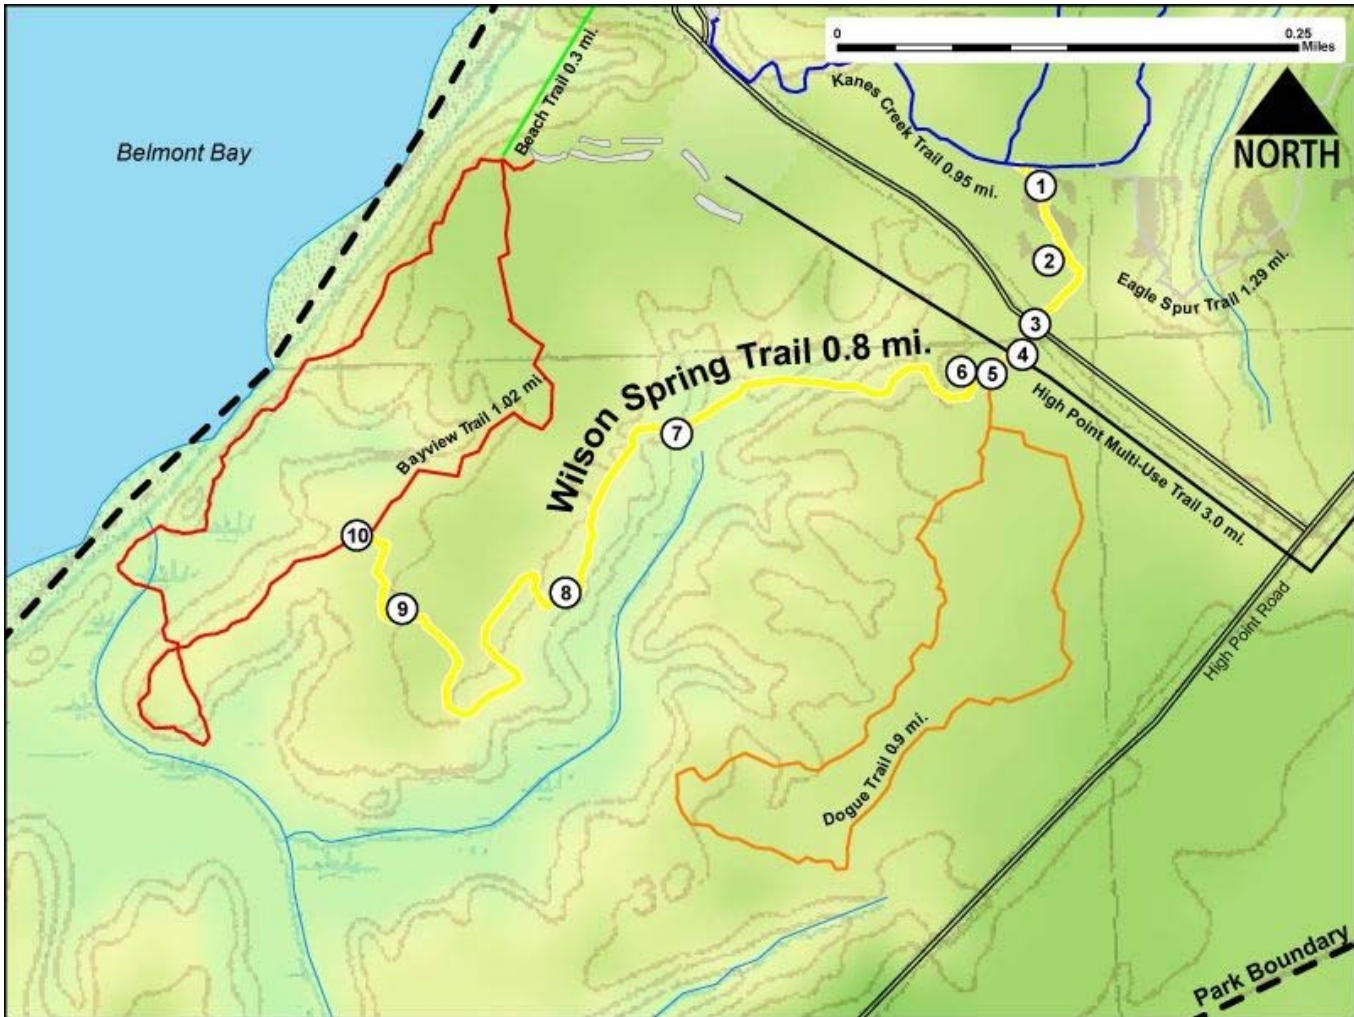 0
0.25
Miles
Belmont Bay
Beach Trail 0.3 mi.
Kanes Creek Trail 0.95 mi.
NORTH
STAT
1
2
Eagle Spur Trail 1.29 mi.
3
4
Wilson Spring Trail 0.8 mi.
6
5
High Point Multi-Use Trail 3.0 mi.
Bayview Trail 1.02 mi.
7
10
8
9
High Point Road
Dogue Trail 0.9 mi.
30
Park Boundary